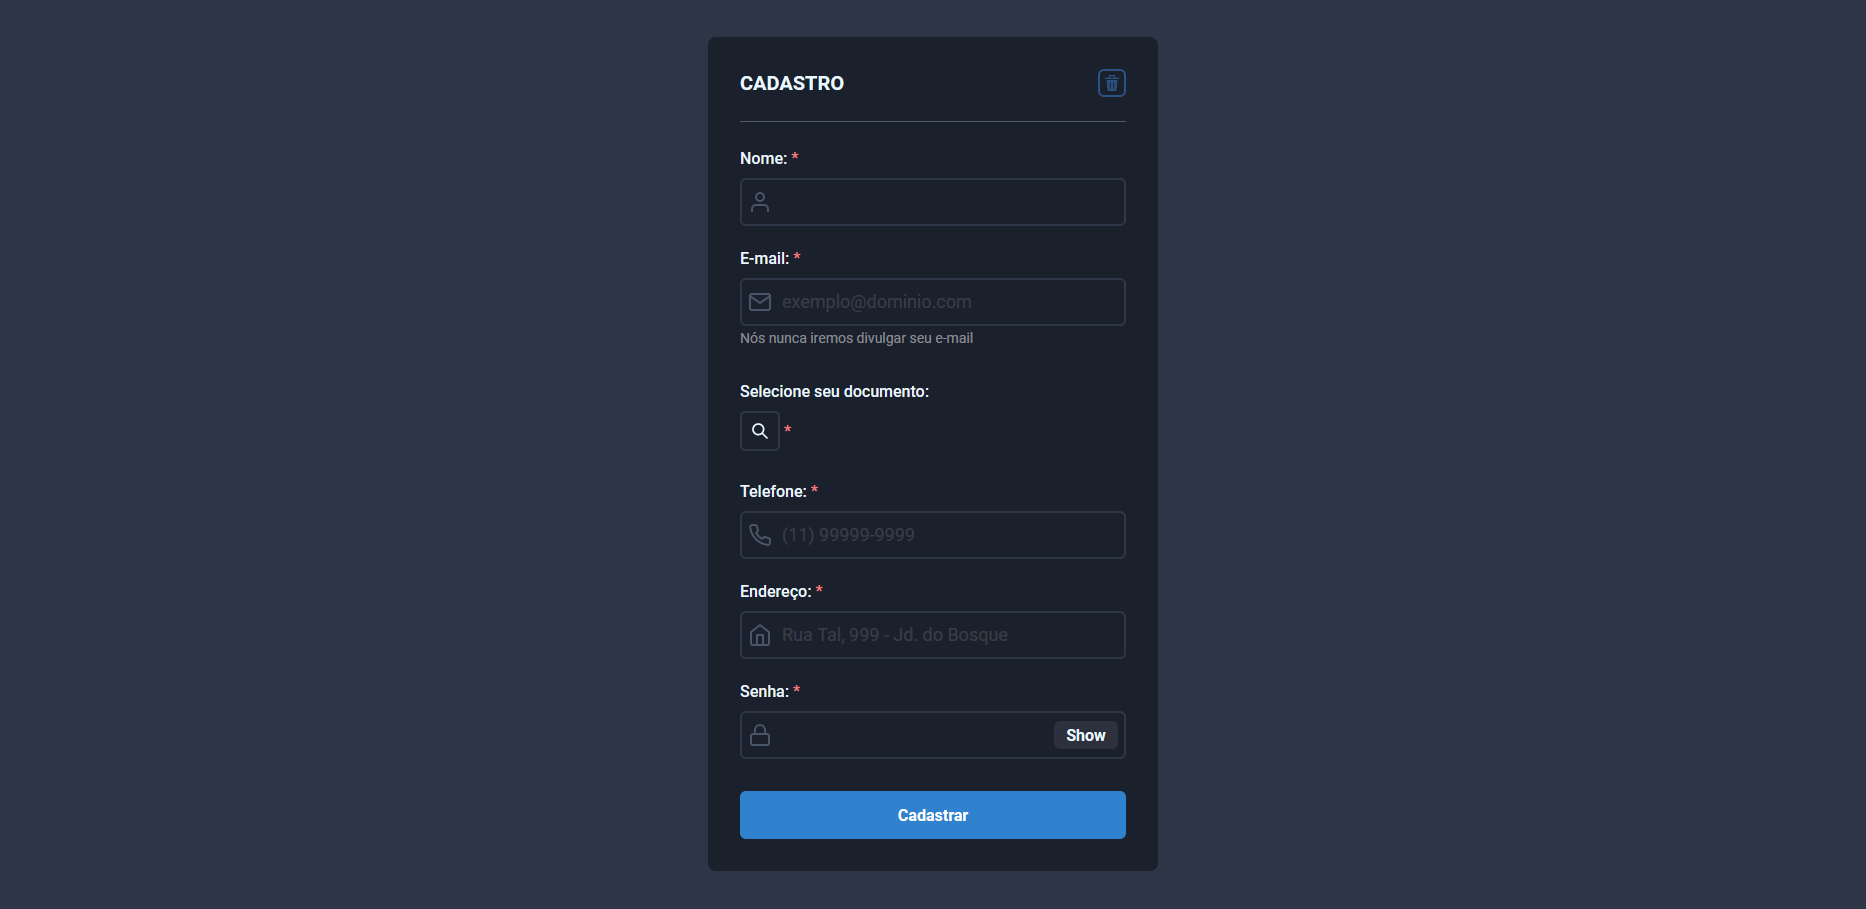 CADASTRO
Nome: *
E-mail: *
exemplo@dominio.com
Nós nunca iremos divulgar seu e-mail
Selecione seu documento:
*
Telefone: *
(11) 99999-9999
Endereço: *
Rua Tal, 999 - Jd. do Bosque
Senha: *
Show
Cadastrar